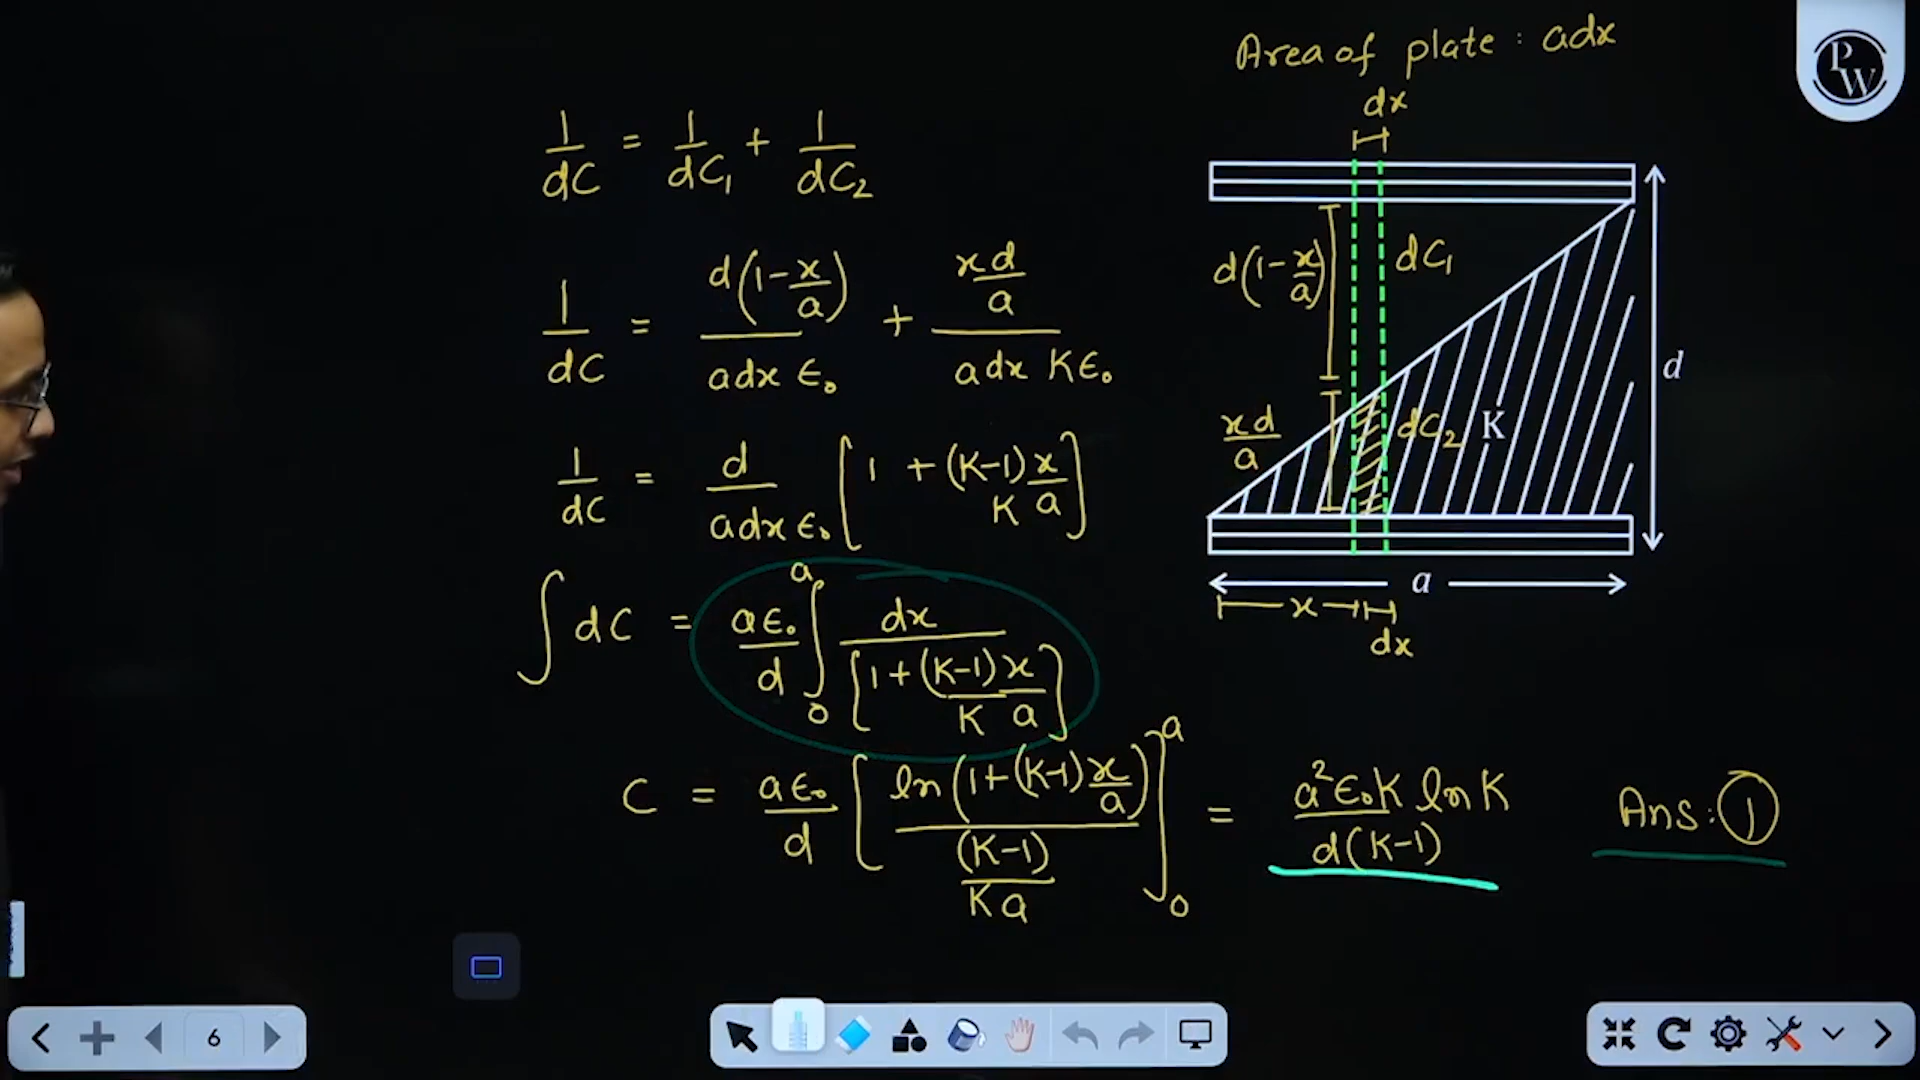 Area of plate : adx
dx
PW
1/dC = 1/dC₁ + 1/dC₂
1/dC = d(1-x/a)/adx ε₀ + (xd/a)/adx Kε₀
1/dC = d/adx ε₀ [1 + (K-1)/K x/a]
∫dC = aε₀/d ∫₀ᵃ dx/[1+(K-1)/K x/a]
C = aε₀/d [ln(1+(K-1)x/a)/((K-1)/Ka)]₀ᵃ = a²ε₀K lnK/d(K-1)
Ans: ①
d(1-x/a)
dC₁
d
xd/a
dC₂
K
a
x
dx
6